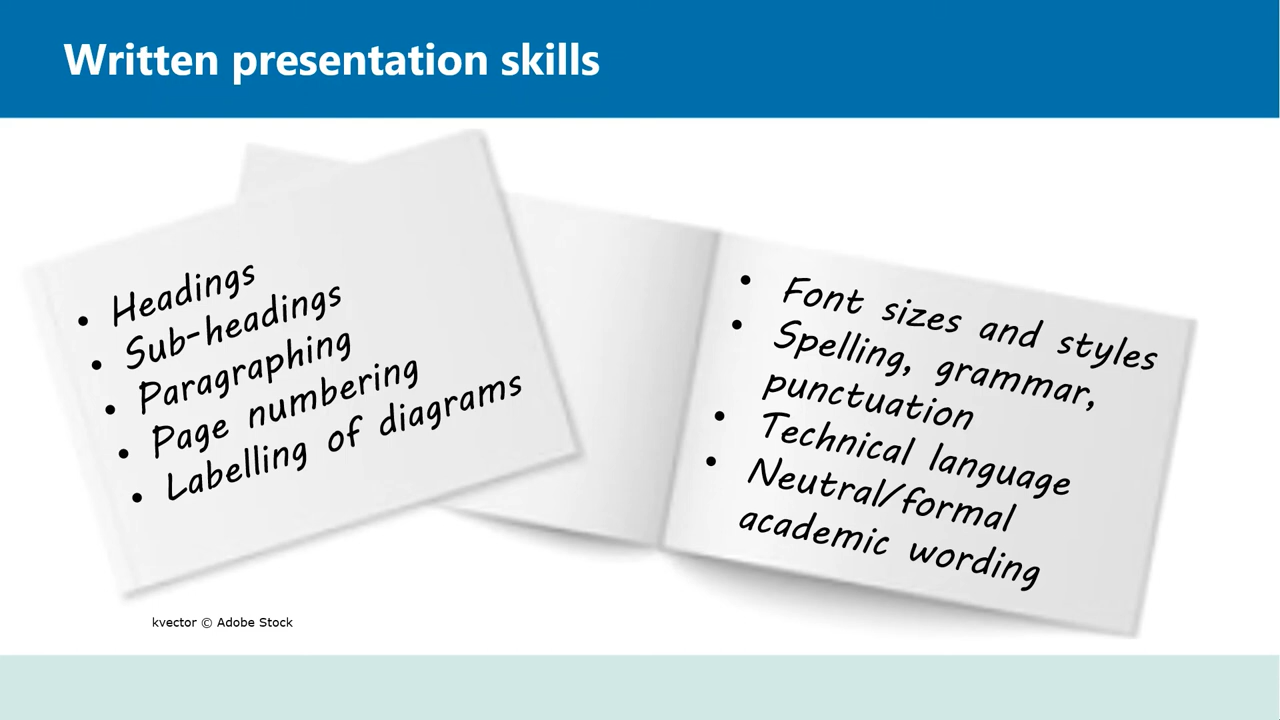 Written presentation skills
• Headings
• Sub-headings
• Paragraphing
• Page numbering
• Labelling of diagrams
• Font sizes and styles
• Spelling, grammar,
punctuation
• Technical language
• Neutral/formal
academic wording
kvector © Adobe Stock